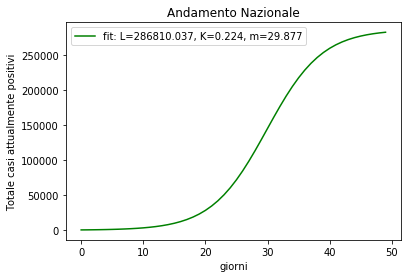 Andamento Nazionale
fit: L=286810.037, K=0.224, m=29.877
Totale casi attualmente positivi
250000
200000
150000
100000
50000
0
0 10 20 30 40 50
giorni